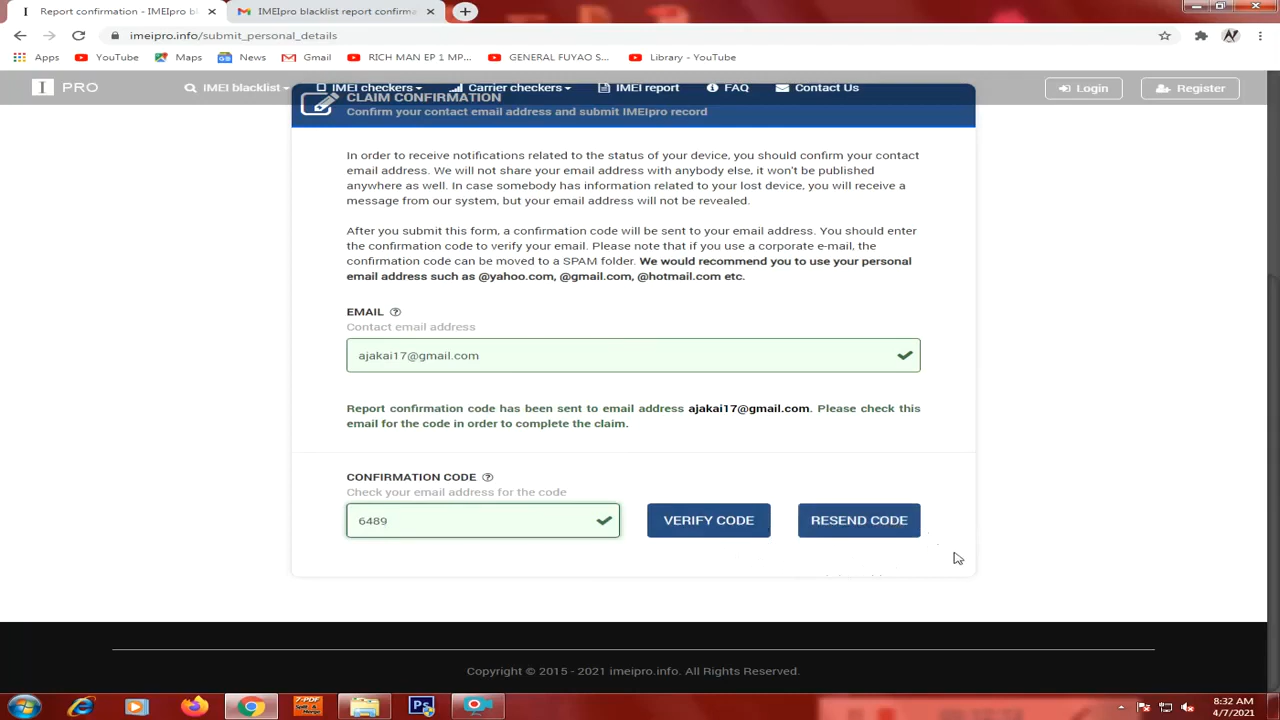 Report confirmation - IMEIpro bl
IMEIpro blacklist report confirma
imeipro.info/submit_personal_details
Apps
YouTube
Maps
News
Gmail
RICH MAN EP 1 MP...
GENERAL FUYAO S...
Library - YouTube
I PRO
IMEI blacklist
IMEI checkers
Carrier checkers
IMEI report
FAQ
Contact Us
Login
Register
CLAIM CONFIRMATION
Confirm your contact email address and submit IMEIpro record
In order to receive notifications related to the status of your device, you should confirm your contact
email address. We will not share your email address with anybody else, it won't be published
anywhere as well. In case somebody has information related to your lost device, you will receive a
message from our system, but your email address will not be revealed.
After you submit this form, a confirmation code will be sent to your email address. You should enter
the confirmation code to verify your email. Please note that if you use a corporate e-mail, the
confirmation code can be moved to a SPAM folder. We would recommend you to use your personal
email address such as @yahoo.com, @gmail.com, @hotmail.com etc.
EMAIL
Contact email address
ajakai17@gmail.com
Report confirmation code has been sent to email address ajakai17@gmail.com. Please check this
email for the code in order to complete the claim.
CONFIRMATION CODE
Check your email address for the code
6489
VERIFY CODE
RESEND CODE
Copyright © 2015 - 2021 imeipro.info. All Rights Reserved.
7-PDF
Split &
Merge
Ps
8:32 AM
4/7/2021